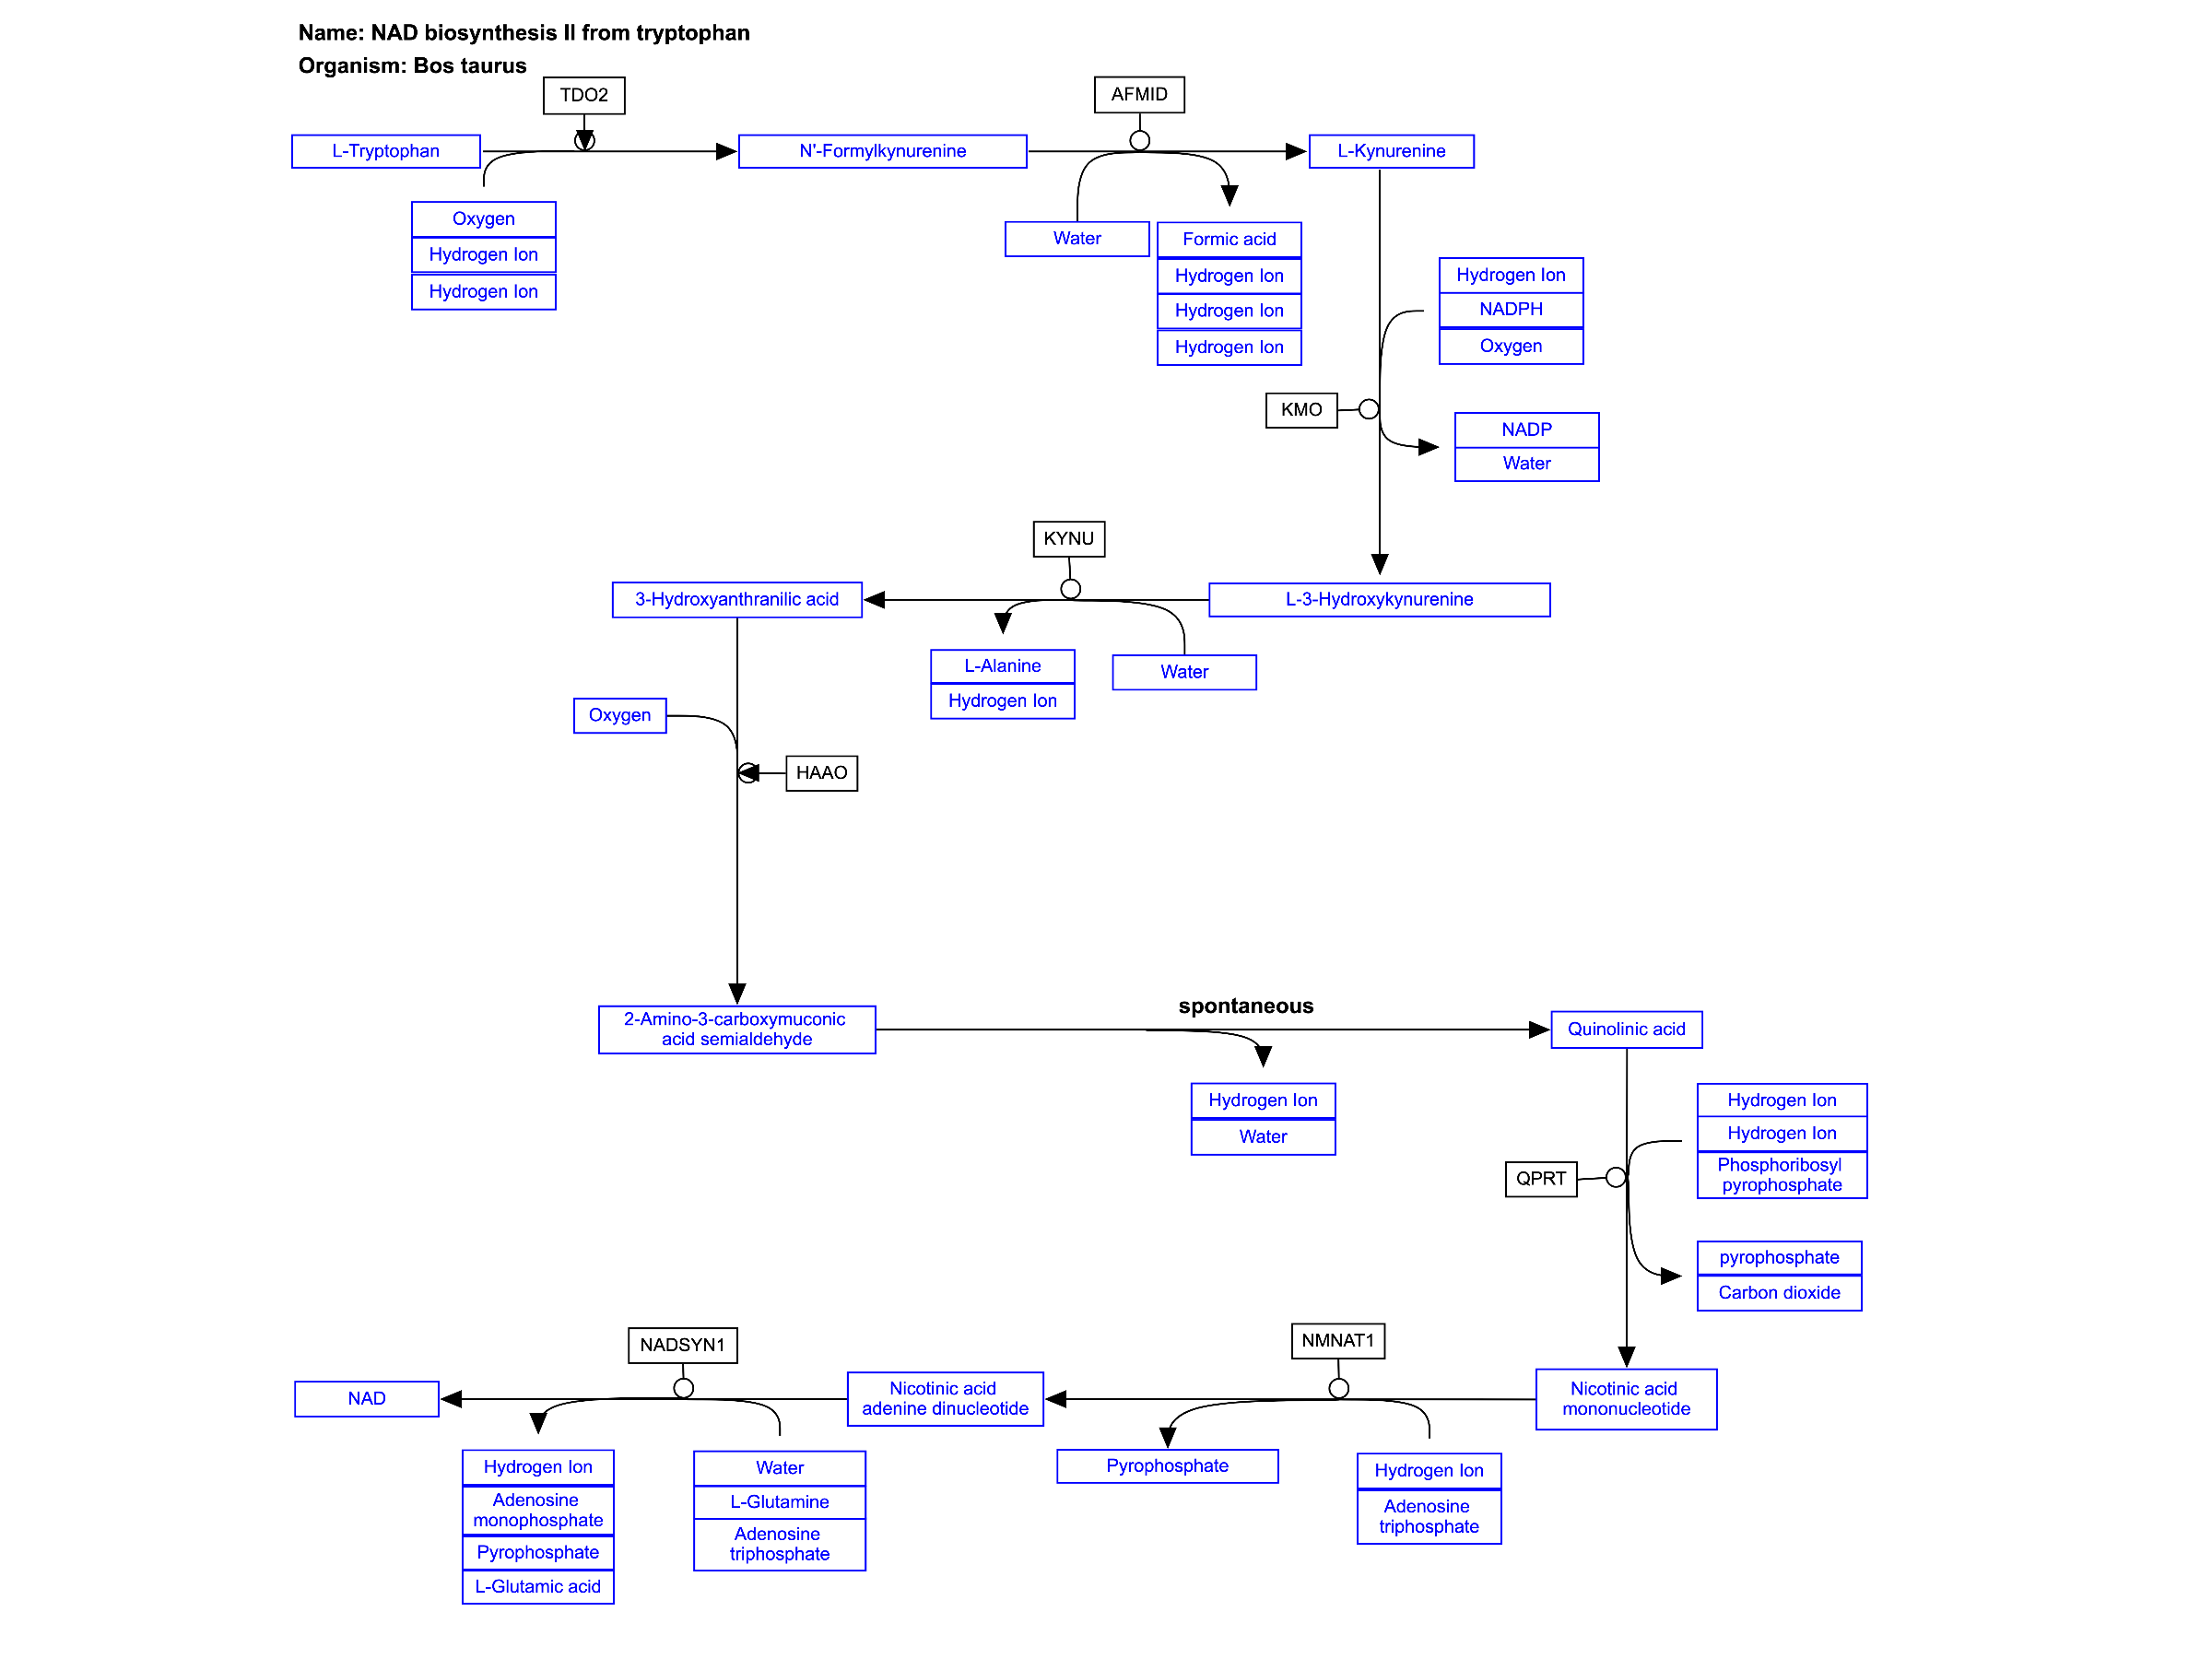 Name: NAD biosynthesis II from tryptophan
Organism: Bos taurus
TDO2
AFMID
L-Tryptophan
N'-Formylkynurenine
L-Kynurenine
Oxygen
Hydrogen Ion
Hydrogen Ion
Water
Formic acid
Hydrogen Ion
Hydrogen Ion
Hydrogen Ion
Hydrogen Ion
NADPH
Oxygen
KMO
NADP
Water
KYNU
3-Hydroxyanthranilic acid
L-3-Hydroxykynurenine
L-Alanine
Hydrogen Ion
Water
Oxygen
HAAO
spontaneous
2-Amino-3-carboxymuconic
acid semialdehyde
Quinolinic acid
Hydrogen Ion
Water
Hydrogen Ion
Hydrogen Ion
Phosphoribosyl
pyrophosphate
QPRT
pyrophosphate
Carbon dioxide
NADSYN1
NMNAT1
NAD
Nicotinic acid
adenine dinucleotide
Nicotinic acid
mononucleotide
Hydrogen Ion
Adenosine
monophosphate
Pyrophosphate
L-Glutamic acid
Water
L-Glutamine
Adenosine
triphosphate
Pyrophosphate
Hydrogen Ion
Adenosine
triphosphate